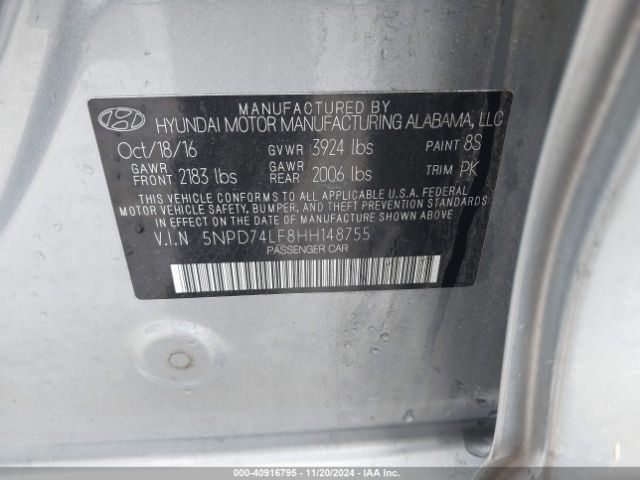 MANUFACTURED BY
HYUNDAI MOTOR MANUFACTURING ALABAMA, LLC
Oct/18/16 GVWR 3924 lbs PAINT 8S
GAWR FRONT 2183 lbs GAWR REAR 2006 lbs TRIM PK
THIS VEHICLE CONFORMS TO ALL APPLICABLE U.S.A. FEDERAL
MOTOR VEHICLE SAFETY, BUMPER, AND THEFT PREVENTION STANDARDS
IN EFFECT ON THE DATE OF MANUFACTURE SHOWN ABOVE.
V.I.N 5NPD74LF8HH148755
PASSENGER CAR
000-40916795 - 11/20/2024 - IAA Inc.